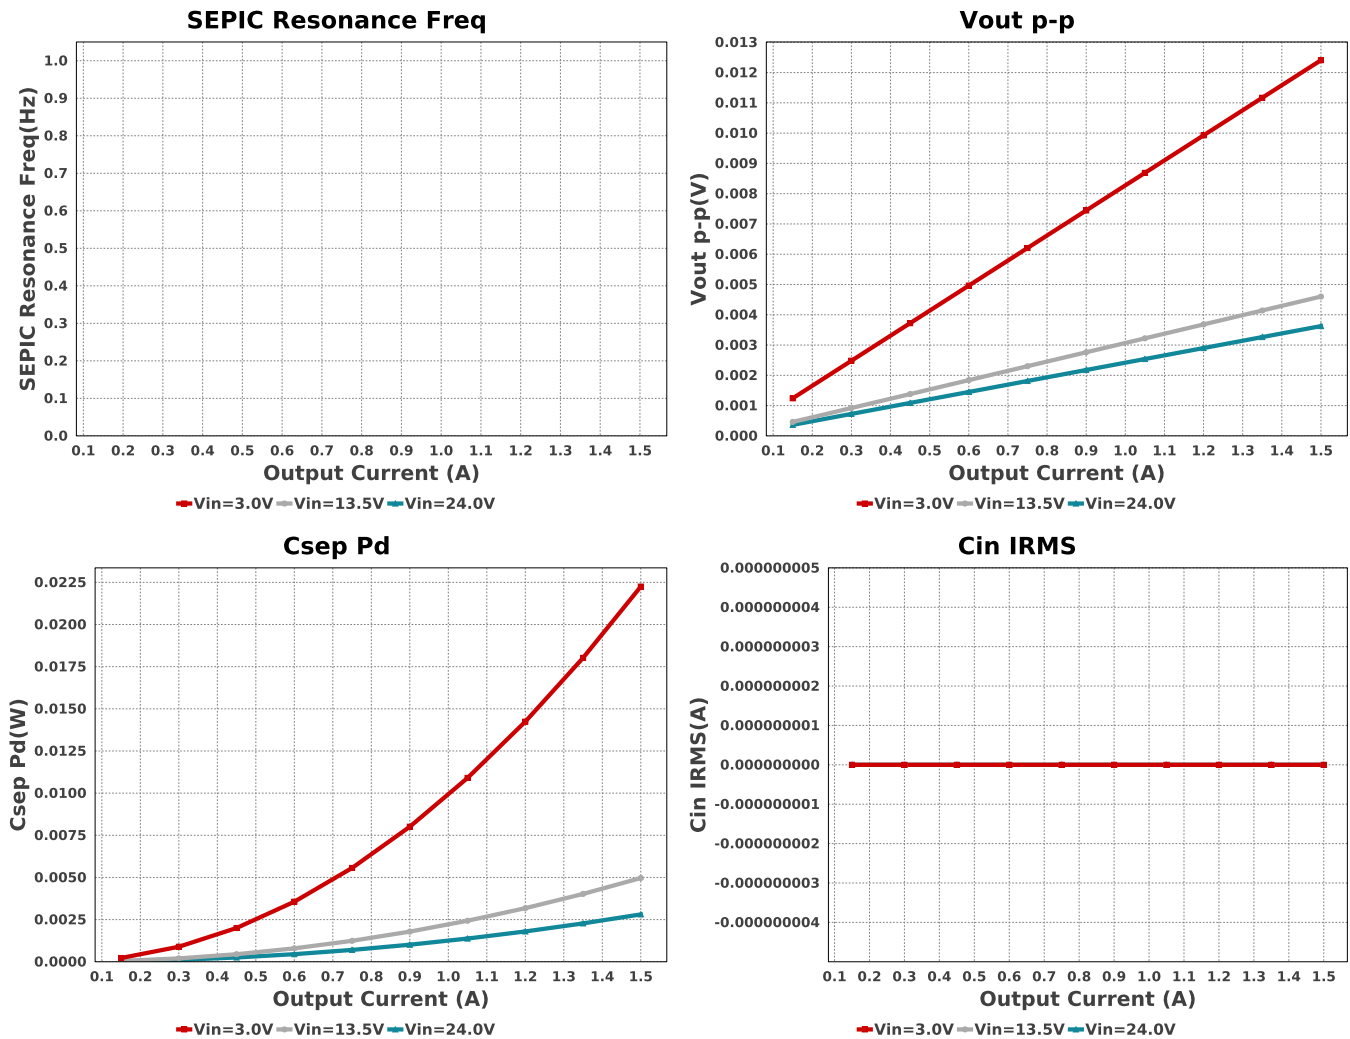 SEPIC Resonance Freq
SEPIC Resonance Freq(Hz)
1.0
0.9
0.8
0.7
0.6
0.5
0.4
0.3
0.2
0.1
0.0
0.1 0.2 0.3 0.4 0.5 0.6 0.7 0.8 0.9 1.0 1.1 1.2 1.3 1.4 1.5
Output Current (A)
Vin=3.0V Vin=13.5V Vin=24.0V
Vout p-p
Vout p-p(V)
0.013
0.012
0.011
0.010
0.009
0.008
0.007
0.006
0.005
0.004
0.003
0.002
0.001
0.000
0.1 0.2 0.3 0.4 0.5 0.6 0.7 0.8 0.9 1.0 1.1 1.2 1.3 1.4 1.5
Output Current (A)
Vin=3.0V Vin=13.5V Vin=24.0V
Csep Pd
Csep Pd(W)
0.0225
0.0200
0.0175
0.0150
0.0125
0.0100
0.0075
0.0050
0.0025
0.0000
0.1 0.2 0.3 0.4 0.5 0.6 0.7 0.8 0.9 1.0 1.1 1.2 1.3 1.4 1.5
Output Current (A)
Vin=3.0V Vin=13.5V Vin=24.0V
Cin IRMS
Cin IRMS(A)
0.000000005
0.000000004
0.000000003
0.000000002
0.000000001
0.000000000
-0.000000001
-0.000000002
-0.000000003
-0.000000004
0.1 0.2 0.3 0.4 0.5 0.6 0.7 0.8 0.9 1.0 1.1 1.2 1.3 1.4 1.5
Output Current (A)
Vin=3.0V Vin=13.5V Vin=24.0V